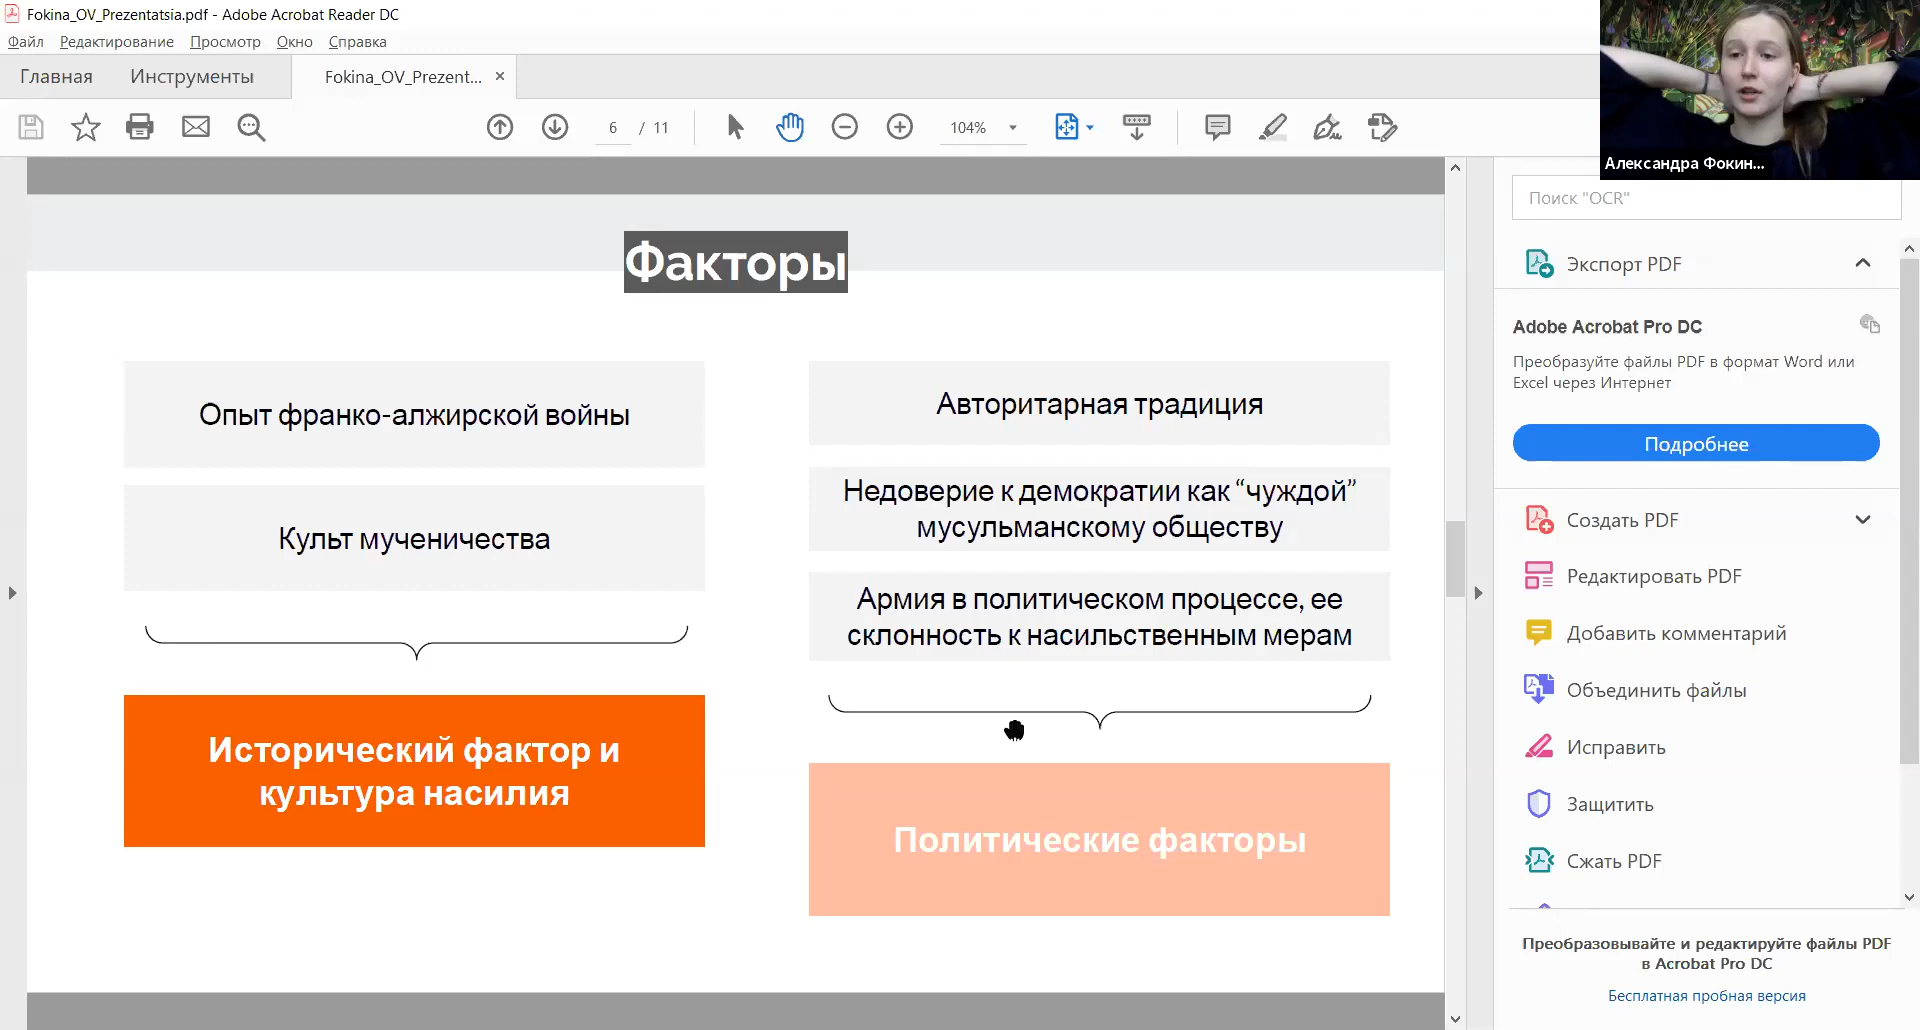 Fokina_OV_Prezentatsia.pdf - Adobe Acrobat Reader DC
Файл Редактирование Просмотр Окно Справка
Главная Инструменты Fokina_OV_Prezent... ×
6 / 11 104%
Александра Фокин...
Поиск "OCR"
Факторы
Опыт франко-алжирской войны
Культ мученичества
Исторический фактор и
культура насилия
Авторитарная традиция
Недоверие к демократии как “чуждой”
мусульманскому обществу
Армия в политическом процессе, ее
склонность к насильственным мерам
Политические факторы
Экспорт PDF
Adobe Acrobat Pro DC
Преобразуйте файлы PDF в формат Word или
Excel через Интернет
Подробнее
Создать PDF
Редактировать PDF
Добавить комментарий
Объединить файлы
Исправить
Защитить
Сжать PDF
Преобразовывайте и редактируйте файлы PDF
в Acrobat Pro DC
Бесплатная пробная версия